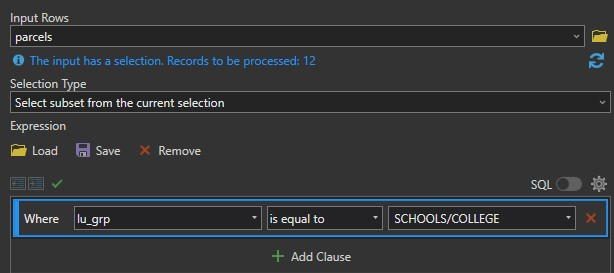 Input Rows
parcels
The input has a selection. Records to be processed: 12
Selection Type
Select subset from the current selection
Expression
Load Save Remove
SQL
Where lu_grp is equal to SCHOOLS/COLLEGE
Add Clause